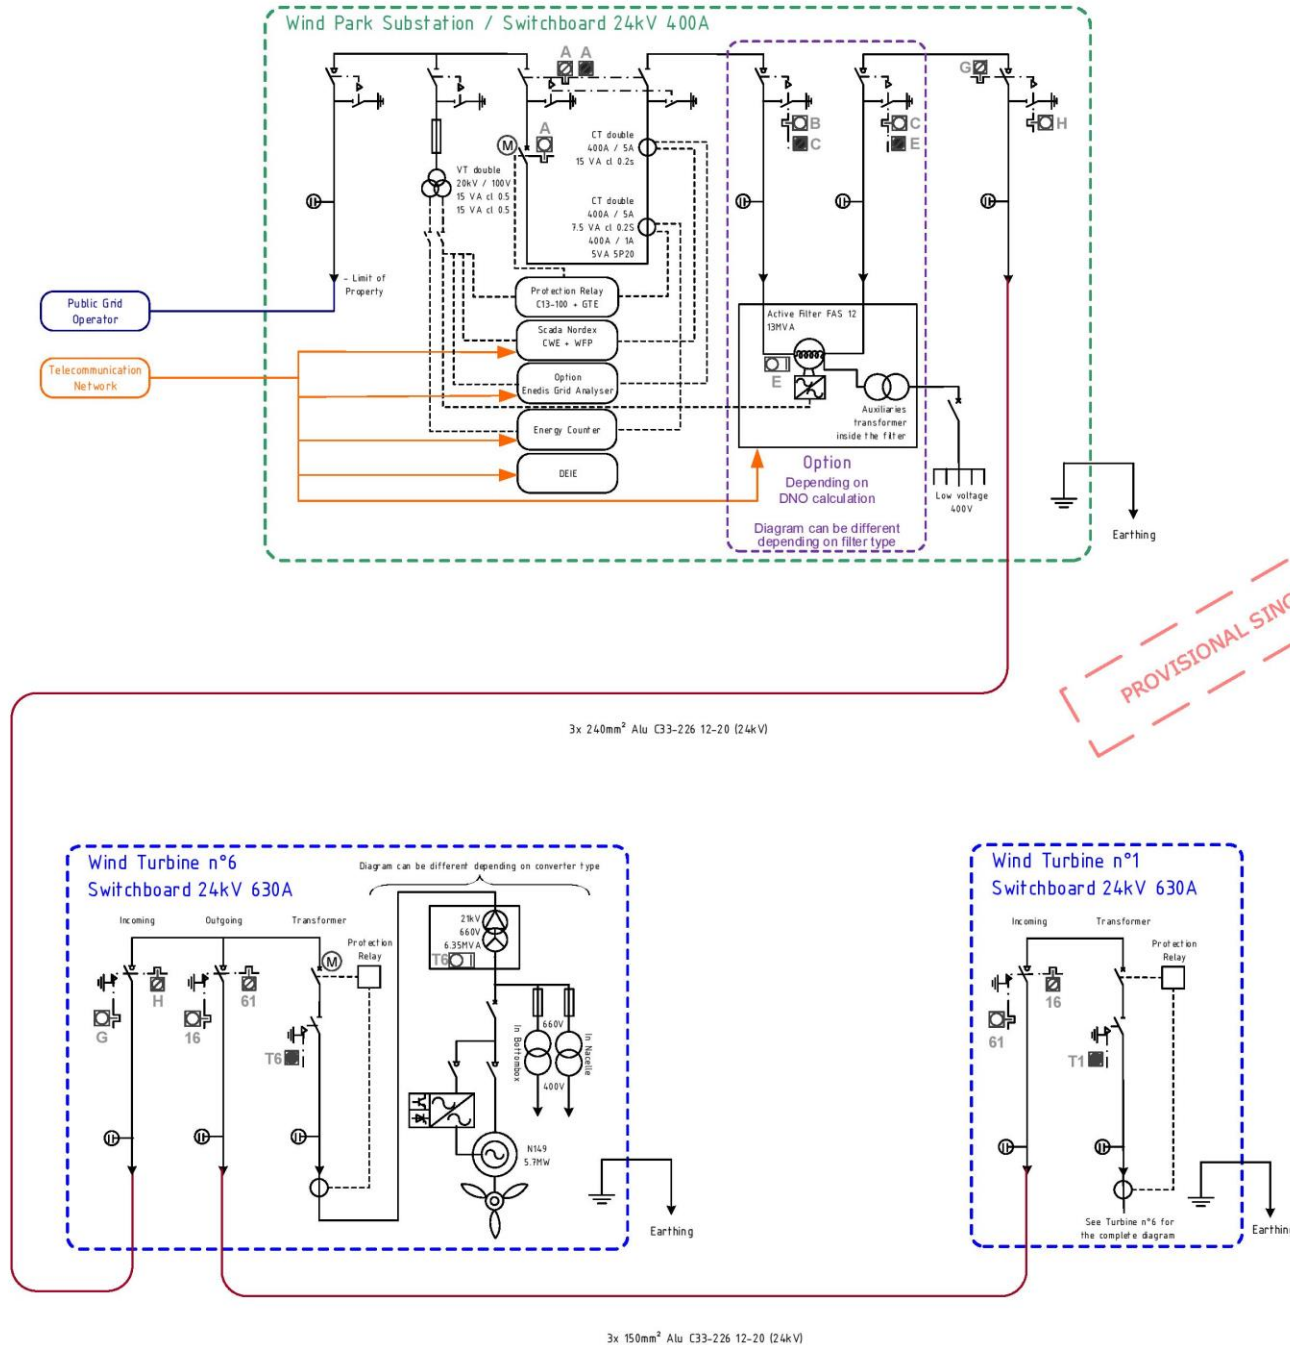 Wind Park Substation / Switchboard 24kV 400A
A
A
G
B
C
H
C
E
A
M
CT double
400A / 5A
15 VA cl 0.2s
VT double
20kV / 100V
15 VA cl 0.5
15 VA cl 0.5
CT double
400A / 5A
7.5 VA cl 0.2S
400A / 1A
5VA 5P20
- Limit of
Property
Public Grid
Operator
Protection Relay
C13-100 + GTE
Active Filter FAS 12
13MVA
Scada Nordex
CWE + WFP
Telecommunication
Network
Option
Enedis Grid Analyser
E
Auxiliaries
transformer
inside the filter
Energy Counter
DEIE
Option
Depending on
DNO calculation
Low voltage
400V
Diagram can be different
depending on filter type
Earthing
PROVISIONAL SING
3x 240mm² Alu C33-226 12-20 (24kV)
Wind Turbine n°6
Switchboard 24kV 630A
Diagram can be different depending on converter type
Incoming
Outgoing
Transformer
Protection
Relay
M
21kV
660V
6.35MVA
T6
H
61
G
16
T6
660V
400V
In Bottombox
In Nacelle
N149
5.7MW
Earthing
Wind Turbine n°1
Switchboard 24kV 630A
Incoming
Transformer
Protection
Relay
16
61
T1
See Turbine n°6 for
the complete diagram
Earthing
3x 150mm² Alu C33-226 12-20 (24kV)